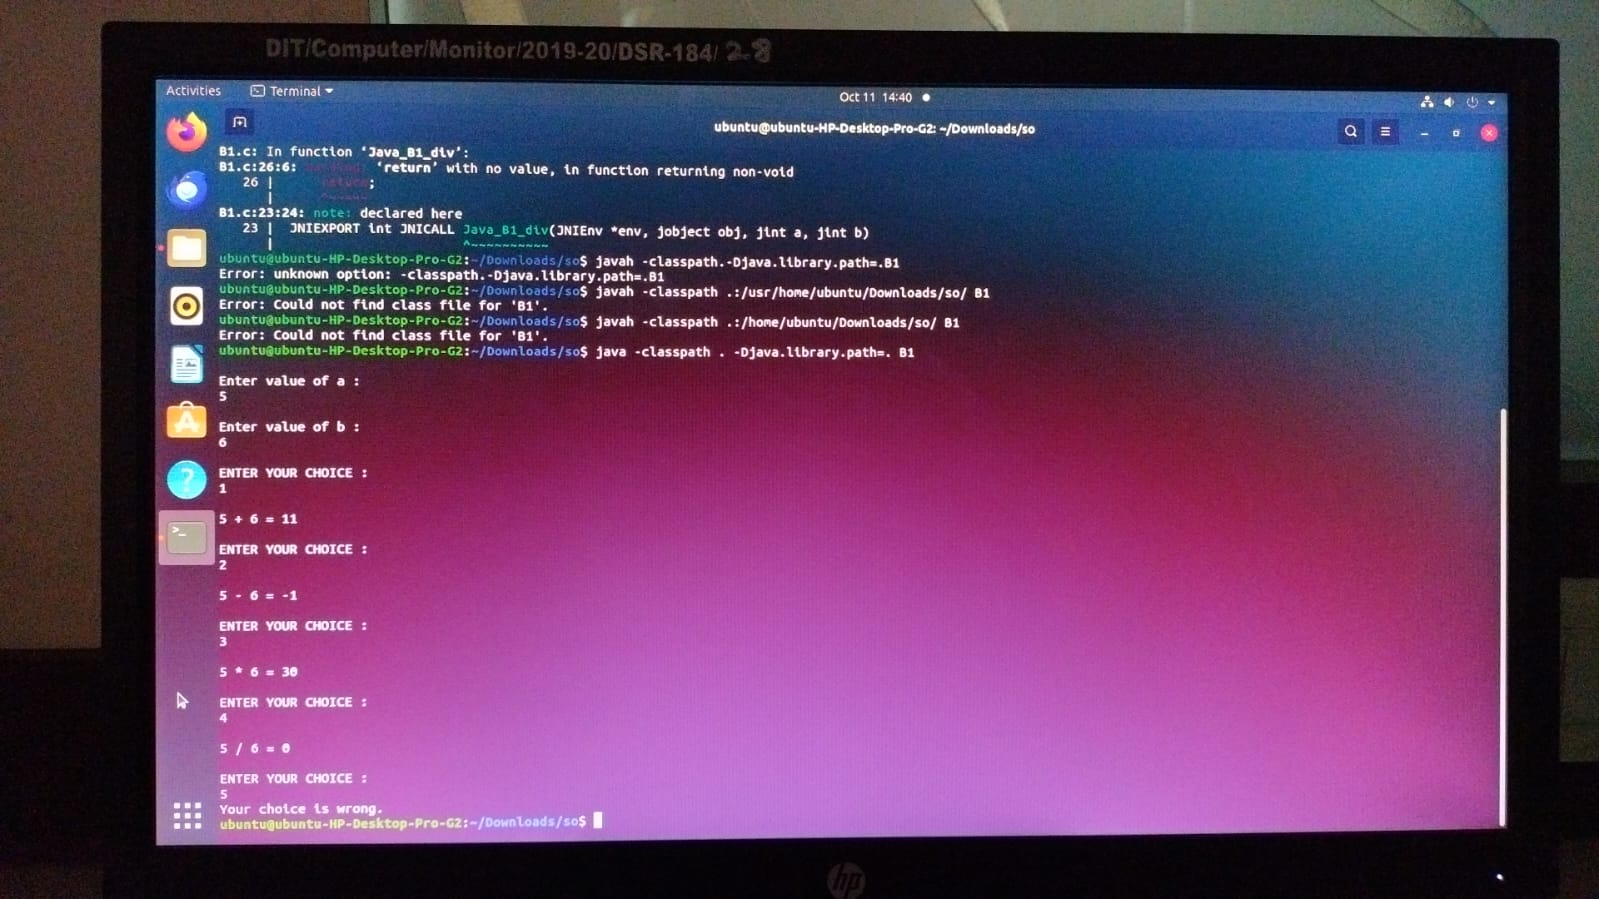 DIT/Computer/Monitor/2019-20/DSR-184/ 28
Activities Terminal
Oct 11 14:40
ubuntu@ubuntu-HP-Desktop-Pro-G2: ~/Downloads/so
B1.c: In function ‘Java_B1_div’:
B1.c:26:6: warning: ‘return’ with no value, in function returning non-void
26 | return;
| ^~~~~~
B1.c:23:24: note: declared here
23 | JNIEXPORT int JNICALL Java_B1_div(JNIEnv *env, jobject obj, jint a, jint b)
| ^~~~~~~~~~~
ubuntu@ubuntu-HP-Desktop-Pro-G2:~/Downloads/so$ javah -classpath.-Djava.library.path=.B1
Error: unknown option: -classpath.-Djava.library.path=.B1
ubuntu@ubuntu-HP-Desktop-Pro-G2:~/Downloads/so$ javah -classpath .:/usr/home/ubuntu/Downloads/so/ B1
Error: Could not find class file for 'B1'.
ubuntu@ubuntu-HP-Desktop-Pro-G2:~/Downloads/so$ javah -classpath .:/home/ubuntu/Downloads/so/ B1
Error: Could not find class file for 'B1'.
ubuntu@ubuntu-HP-Desktop-Pro-G2:~/Downloads/so$ java -classpath . -Djava.library.path=. B1
Enter value of a :
5
Enter value of b :
6
ENTER YOUR CHOICE :
1
5 + 6 = 11
ENTER YOUR CHOICE :
2
5 - 6 = -1
ENTER YOUR CHOICE :
3
5 * 6 = 30
ENTER YOUR CHOICE :
4
5 / 6 = 0
ENTER YOUR CHOICE :
5
Your choice is wrong.
ubuntu@ubuntu-HP-Desktop-Pro-G2:~/Downloads/so$
hp